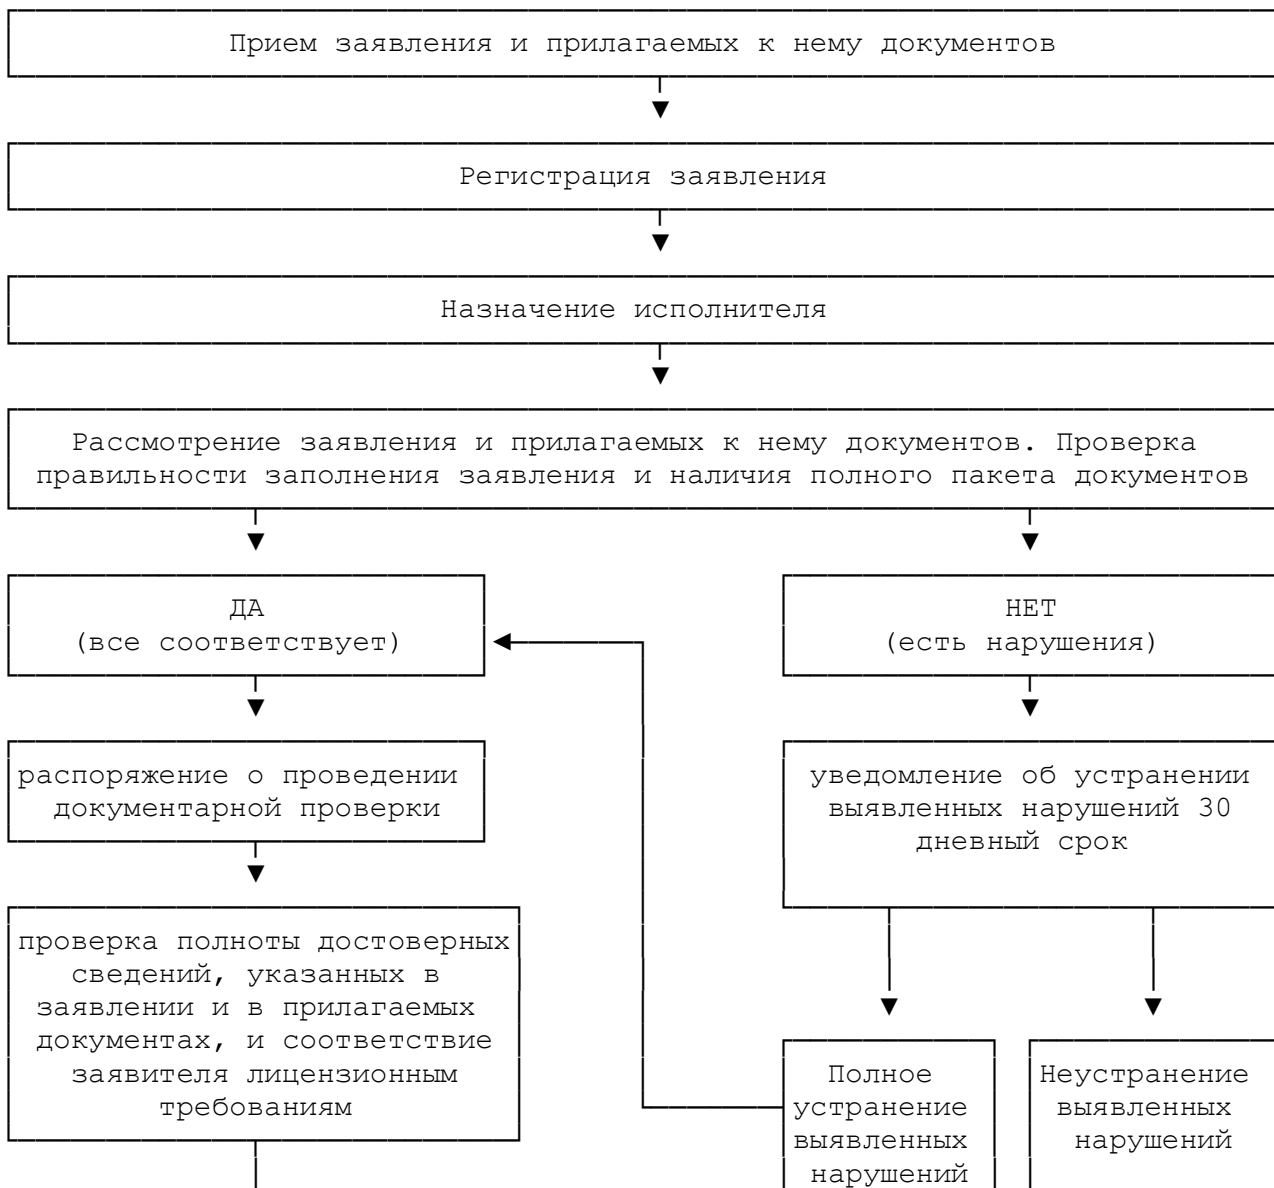 Прием заявления и прилагаемых к нему документов
Регистрация заявления
Назначение исполнителя
Рассмотрение заявления и прилагаемых к нему документов. Проверка
правильности заполнения заявления и наличия полного пакета документов
ДА
(все соответствует)
НЕТ
(есть нарушения)
распоряжение о проведении
документарной проверки
уведомление об устранении
выявленных нарушений 30
дневный срок
проверка полноты достоверных
сведений, указанных в
заявлении и в прилагаемых
документах, и соответствие
заявителя лицензионным
требованиям
Полное
устранение
выявленных
нарушений
Неустранение
выявленных
нарушений